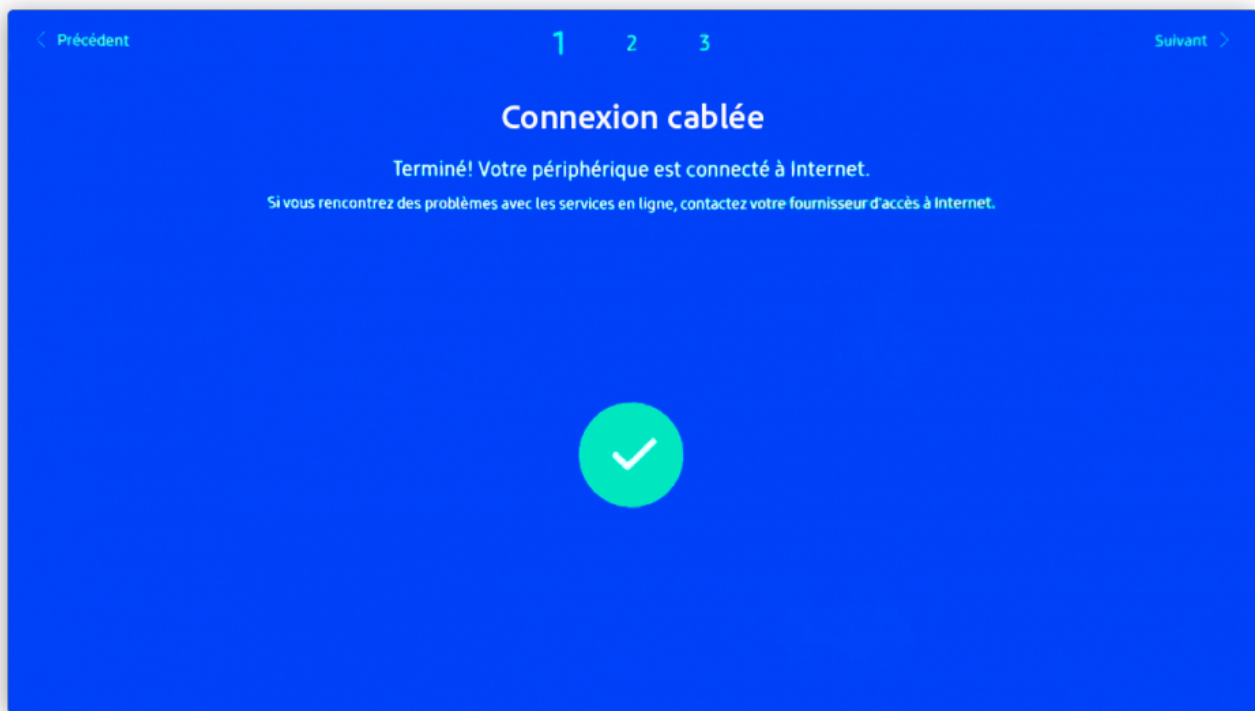 Précédent
1 2 3
Suivant
Connexion cablée
Terminé! Votre périphérique est connecté à Internet.
Si vous rencontrez des problèmes avec les services en ligne, contactez votre fournisseur d'accès à Internet.